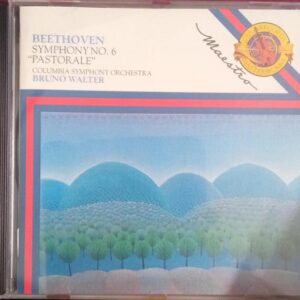 BEETHOVEN
SYMPHONY NO. 6
"PASTORALE"
COLUMBIA SYMPHONY ORCHESTRA
BRUNO WALTER
Maestro